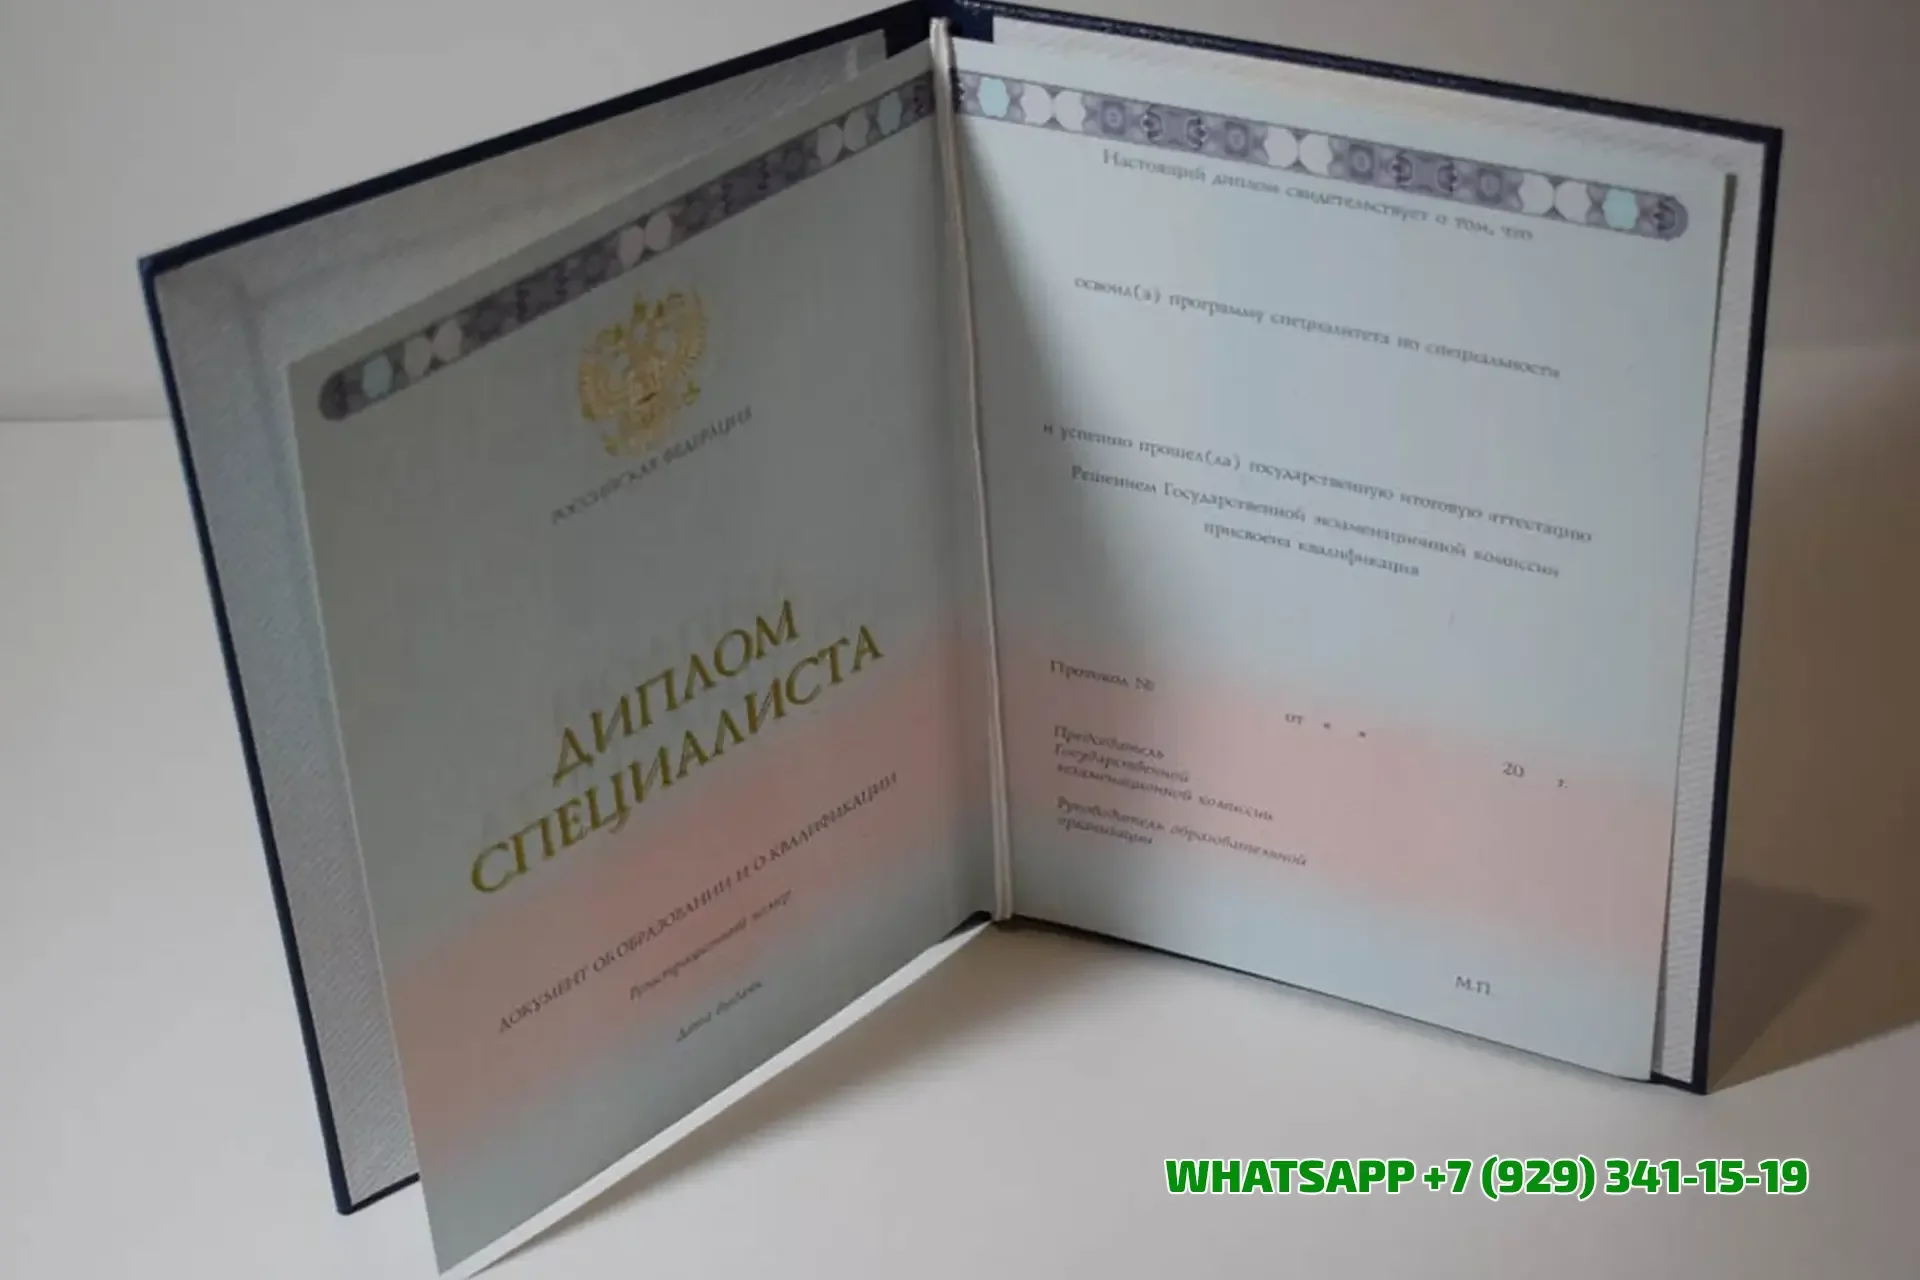 РОССИЙСКАЯ ФЕДЕРАЦИЯ
ДИПЛОМ
СПЕЦИАЛИСТА
ДОКУМЕНТ ОБ ОБРАЗОВАНИИ И О КВАЛИФИКАЦИИ
Регистрационный номер
Дата выдачи
Настоящий диплом свидетельствует о том, что
освоил(а) программу специалитета по специальности
и успешно прошел(ла) государственную итоговую аттестацию
Решением Государственной экзаменационной комиссии
присвоена квалификация
Протокол №
от « » 20 г.
Председатель
Государственной
экзаменационной комиссии
Руководитель образовательной
организации
М.П.
WHATSAPP +7 (929) 341-15-19